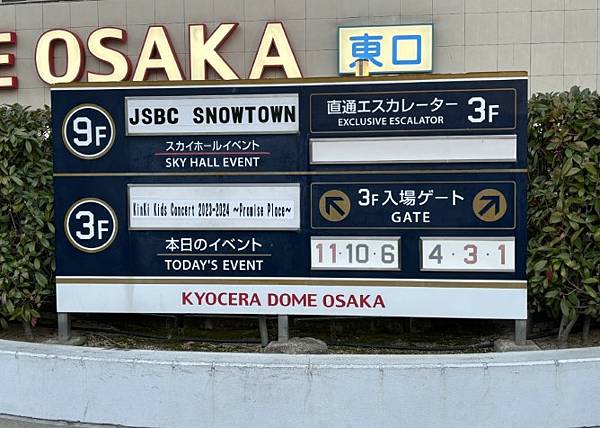 E OSAKA 東口
9F
JSBC SNOWTOWN
スカイホールイベント
SKY HALL EVENT
直通エスカレーター 3F
EXCLUSIVE ESCALATOR
3F
KinKi Kids Concert 2023-2024 ~Promise Place~
本日のイベント
TODAY'S EVENT
3F入場ゲート
GATE
11·10·6
4·3·1
KYOCERA DOME OSAKA